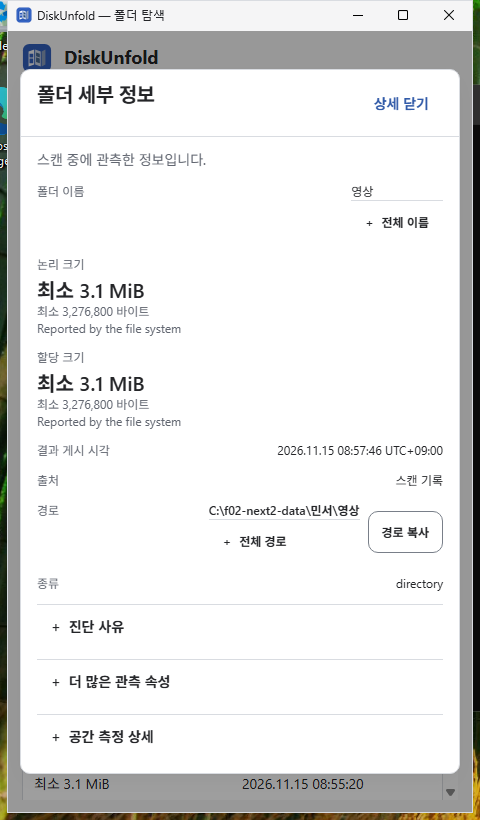 DiskUnfold — 폴더 탐색
DiskUnfold
폴더 세부 정보
상세 닫기
스캔 중에 관측한 정보입니다.
폴더 이름 영상
+ 전체 이름
논리 크기
최소 3.1 MiB
최소 3,276,800 바이트
Reported by the file system
할당 크기
최소 3.1 MiB
최소 3,276,800 바이트
Reported by the file system
결과 게시 시각 2026.11.15 08:57:46 UTC+09:00
출처 스캔 기록
경로 C:\f02-next2-data\민서\영상 경로 복사
+ 전체 경로
종류 directory
+ 진단 사유
+ 더 많은 관측 속성
+ 공간 측정 상세
최소 3.1 MiB 2026.11.15 08:55:20